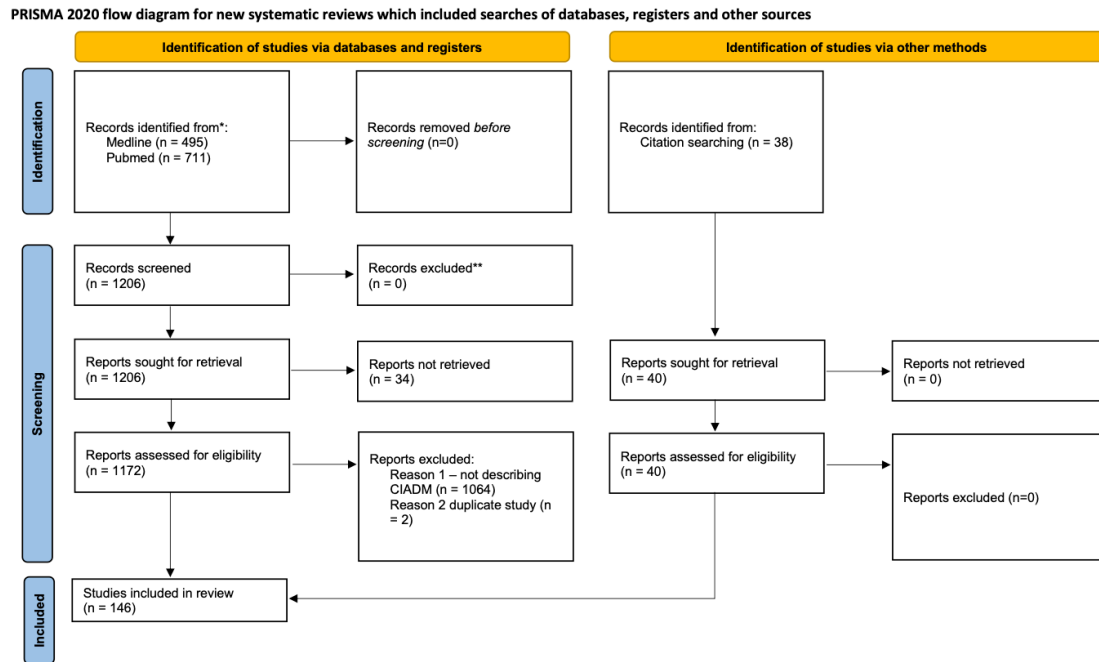 PRISMA 2020 flow diagram for new systematic reviews which included searches of databases, registers and other sources
Identification of studies via databases and registers
Identification of studies via other methods
Identification
Records identified from*:
Medline (n = 495)
Pubmed (n = 711)
Records removed before
screening (n=0)
Records identified from:
Citation searching (n = 38)
Screening
Records screened
(n = 1206)
Records excluded**
(n = 0)
Reports sought for retrieval
(n = 1206)
Reports not retrieved
(n = 34)
Reports sought for retrieval
(n = 40)
Reports not retrieved
(n = 0)
Reports assessed for eligibility
(n = 1172)
Reports excluded:
Reason 1 – not describing
CIADM (n = 1064)
Reason 2 duplicate study (n
= 2)
Reports assessed for eligibility
(n = 40)
Reports excluded (n=0)
Included
Studies included in review
(n = 146)